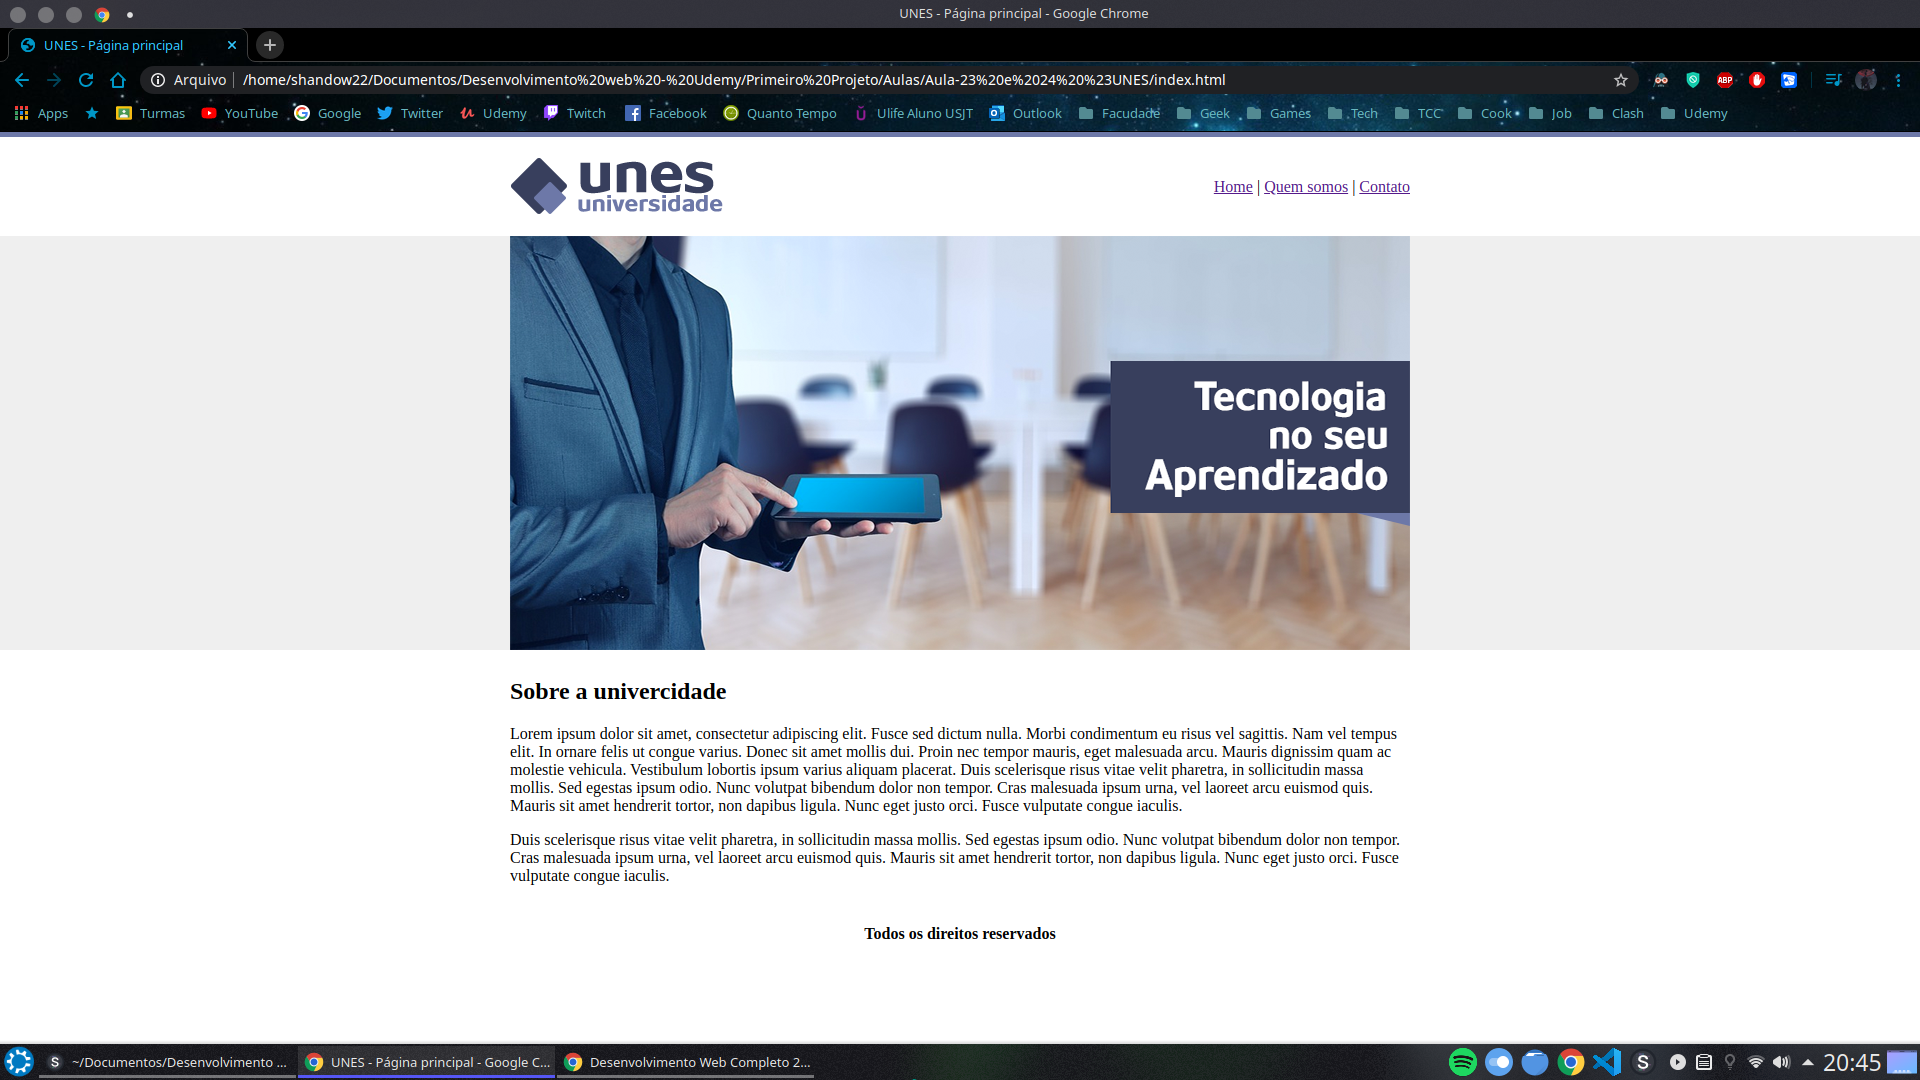 UNES - Página principal - Google Chrome
UNES - Página principal
Arquivo | /home/shandow22/Documentos/Desenvolvimento%20web%20-%20Udemy/Primeiro%20Projeto/Aulas/Aula-23%20e%2024%20%23UNES/index.html
ABP
Apps Turmas YouTube Google Twitter Udemy Twitch Facebook Quanto Tempo Ulife Aluno USJT Outlook Facudade Geek Games Tech TCC Cook Job Clash Udemy
unes
universidade
Home | Quem somos | Contato
Tecnologia
no seu
Aprendizado
Sobre a univercidade
Lorem ipsum dolor sit amet, consectetur adipiscing elit. Fusce sed dictum nulla. Morbi condimentum eu risus vel sagittis. Nam vel tempus
elit. In ornare felis ut congue varius. Donec sit amet mollis dui. Proin nec tempor mauris, eget malesuada arcu. Mauris dignissim quam ac
molestie vehicula. Vestibulum lobortis ipsum varius aliquam placerat. Duis scelerisque risus vitae velit pharetra, in sollicitudin massa
mollis. Sed egestas ipsum odio. Nunc volutpat bibendum dolor non tempor. Cras malesuada ipsum urna, vel laoreet arcu euismod quis.
Mauris sit amet hendrerit tortor, non dapibus ligula. Nunc eget justo orci. Fusce vulputate congue iaculis.
Duis scelerisque risus vitae velit pharetra, in sollicitudin massa mollis. Sed egestas ipsum odio. Nunc volutpat bibendum dolor non tempor.
Cras malesuada ipsum urna, vel laoreet arcu euismod quis. Mauris sit amet hendrerit tortor, non dapibus ligula. Nunc eget justo orci. Fusce
vulputate congue iaculis.
Todos os direitos reservados
~/Documentos/Desenvolvimento ... UNES - Página principal - Google C... Desenvolvimento Web Completo 2... 20:45